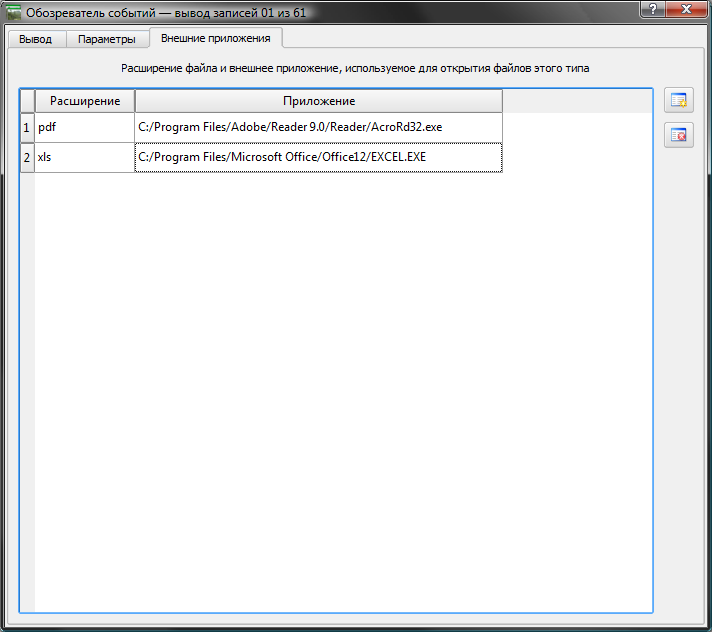 Обозреватель событий — вывод записей 01 из 61
?
Вывод Параметры Внешние приложения
Расширение файла и внешнее приложение, используемое для открытия файлов этого типа
Расширение Приложение
1 pdf C:/Program Files/Adobe/Reader 9.0/Reader/AcroRd32.exe
2 xls C:/Program Files/Microsoft Office/Office12/EXCEL.EXE